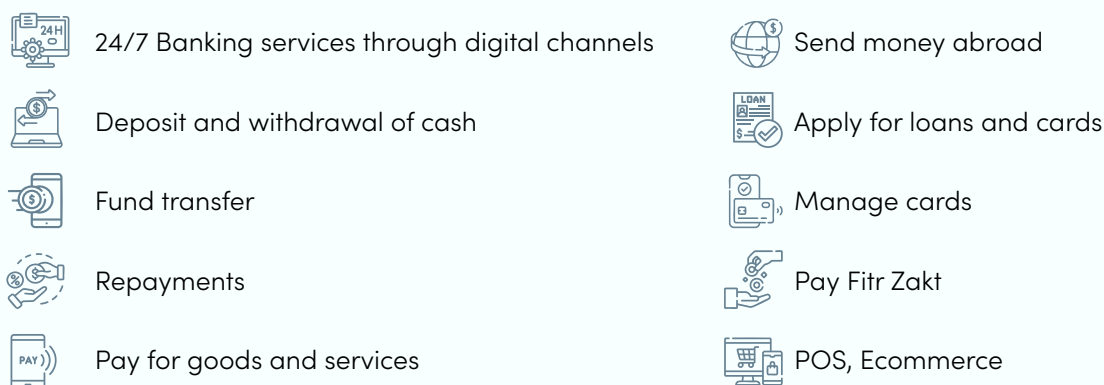 24 H
24/7 Banking services through digital channels
$
Deposit and withdrawal of cash
$
Fund transfer
% $
Repayments
PAY
Pay for goods and services
$
Send money abroad
LOAN
$
Apply for loans and cards
Manage cards
Pay Fitr Zakt
POS, Ecommerce